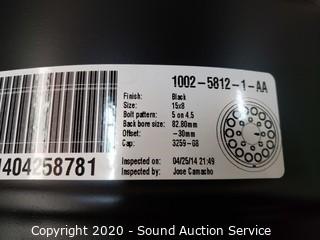 1002-5812-1-AA
Finish: Black
Size: 15x8
Bolt pattern: 5 on 4.5
Back bore size: 82.80mm
Offset: -30mm
Cap: 3259-G8
Inspected on: 04/25/14 21:49
Inspected by: Jose Camacho
404258781
Copyright © 2020 - Sound Auction Service